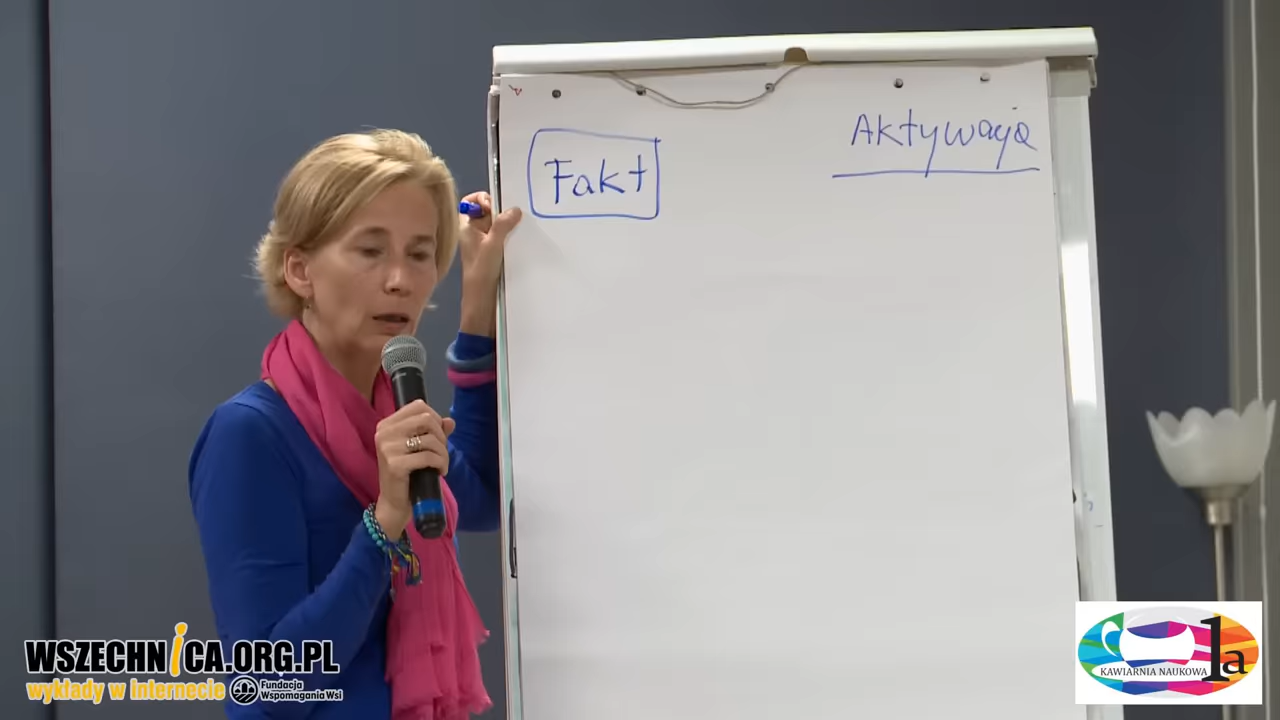 Fakt
Aktywacja
WSZECHNICA.ORG.PL
wykłady w Internecie
Fundacja
Wspomagania Wsi
KAWIARNIA NAUKOWA
1a